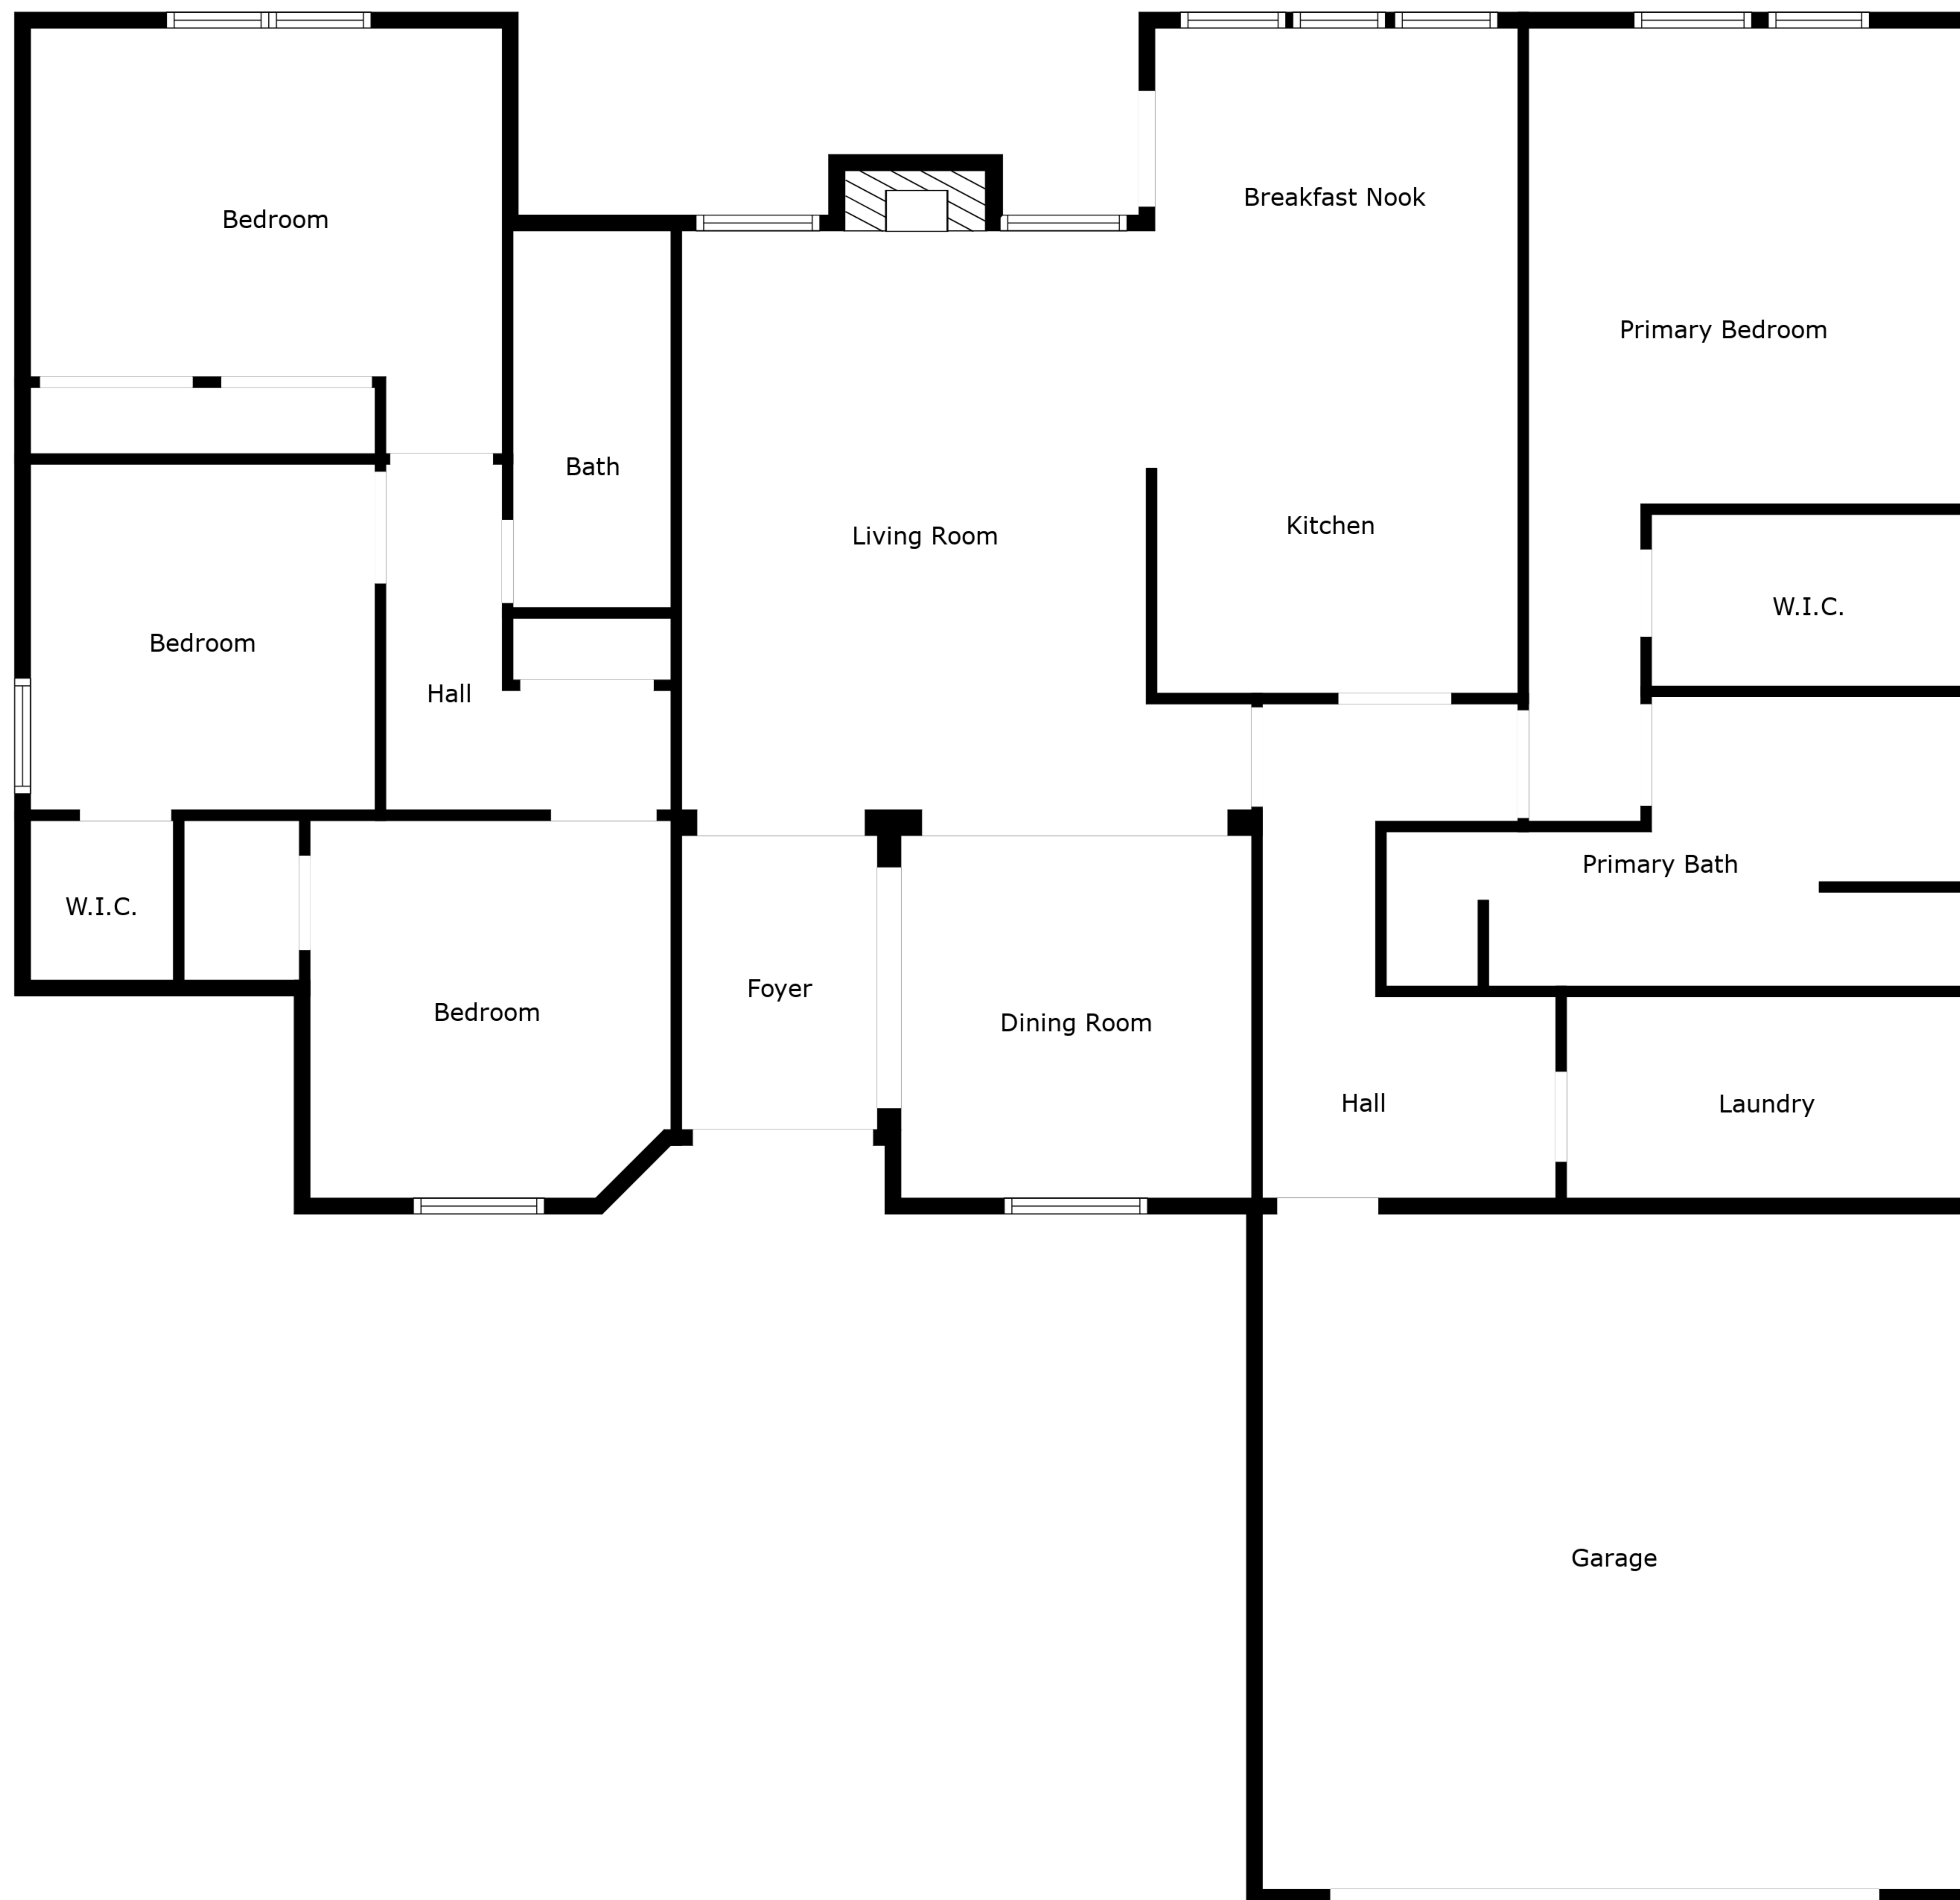 Breakfast Nook
Bedroom
Primary Bedroom
Bath
Kitchen
Living Room
W.I.C.
Bedroom
Hall
Primary Bath
W.I.C.
Foyer
Bedroom
Dining Room
Hall
Laundry
Garage